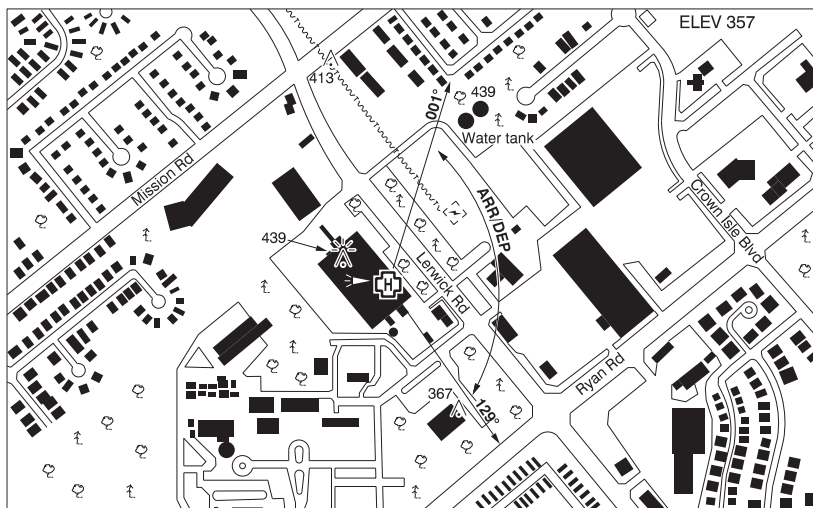 ELEV 357
413
439
Water tank
001°
Mission Rd
ARR/DEP
Crown Isle Blvd
439
Lerwick Rd
H
Ryan Rd
367
129°